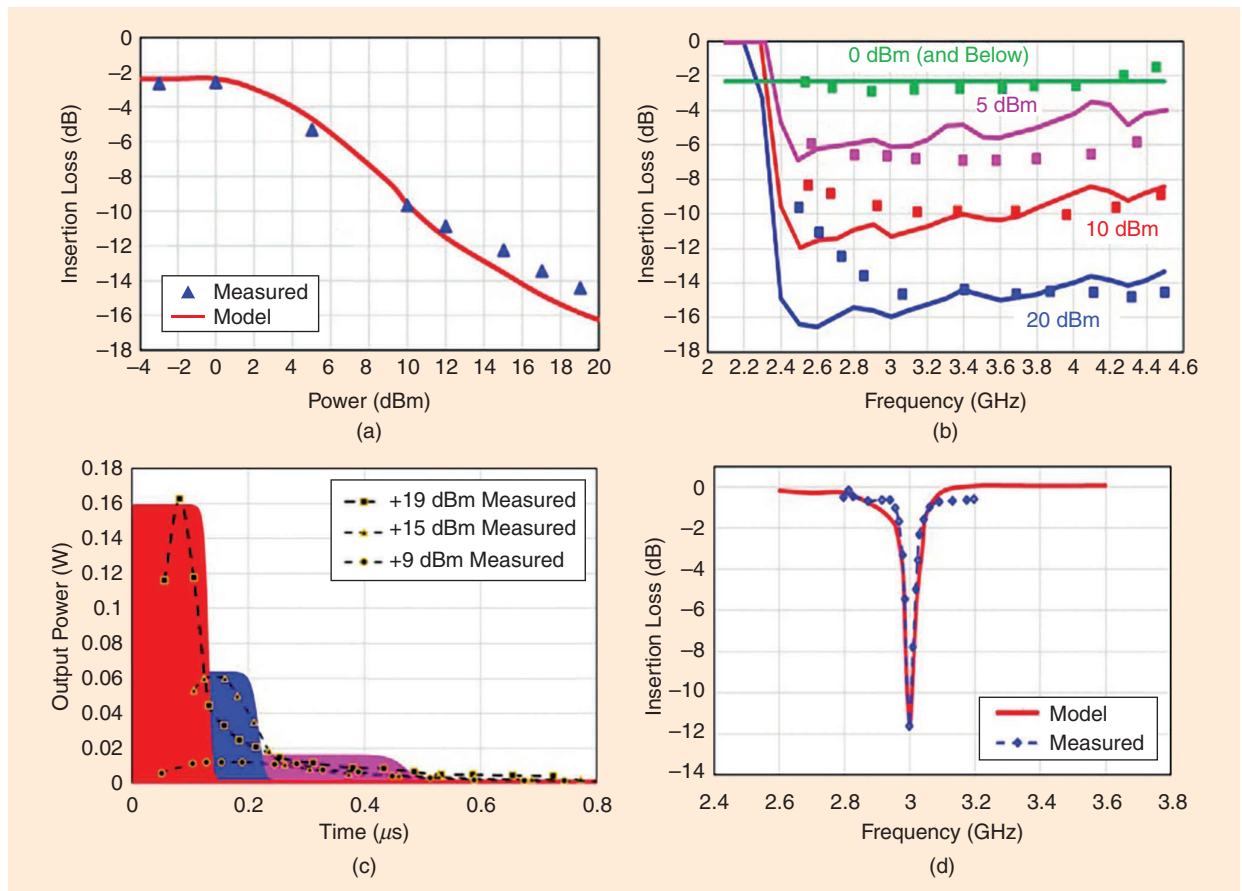 0
−2
−4
−6
−8
−10
−12
−14
−16
−18
Insertion Loss (dB)
Measured
Model
−4 −2 0 2 4 6 8 10 12 14 16 18 20
Power (dBm)
(a)
0
−2
−4
−6
−8
−10
−12
−14
−16
−18
Insertion Loss (dB)
0 dBm (and Below)
5 dBm
10 dBm
20 dBm
2 2.2 2.4 2.6 2.8 3 3.2 3.4 3.6 3.8 4 4.2 4.4 4.6
Frequency (GHz)
(b)
0.18
0.16
0.14
0.12
0.1
0.08
0.06
0.04
0.02
0
Output Power (W)
+19 dBm Measured
+15 dBm Measured
+9 dBm Measured
0 0.2 0.4 0.6 0.8
Time (μs)
(c)
0
−2
−4
−6
−8
−10
−12
−14
Insertion Loss (dB)
Model
Measured
2.4 2.6 2.8 3 3.2 3.4 3.6 3.8
Frequency (GHz)
(d)